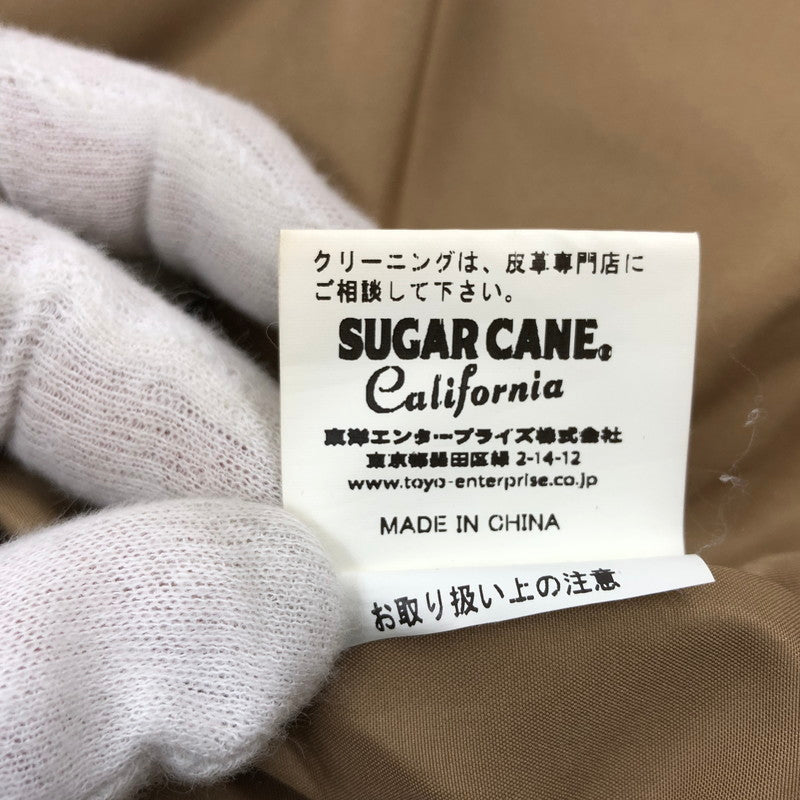 クリーニングは、皮革専門店に
ご相談して下さい。
SUGAR CANE®
California
東洋エンタープライズ株式会社
東京都墨田区緑 2-14-12
www.toyo-enterprise.co.jp
MADE IN CHINA
お取り扱い上の注意